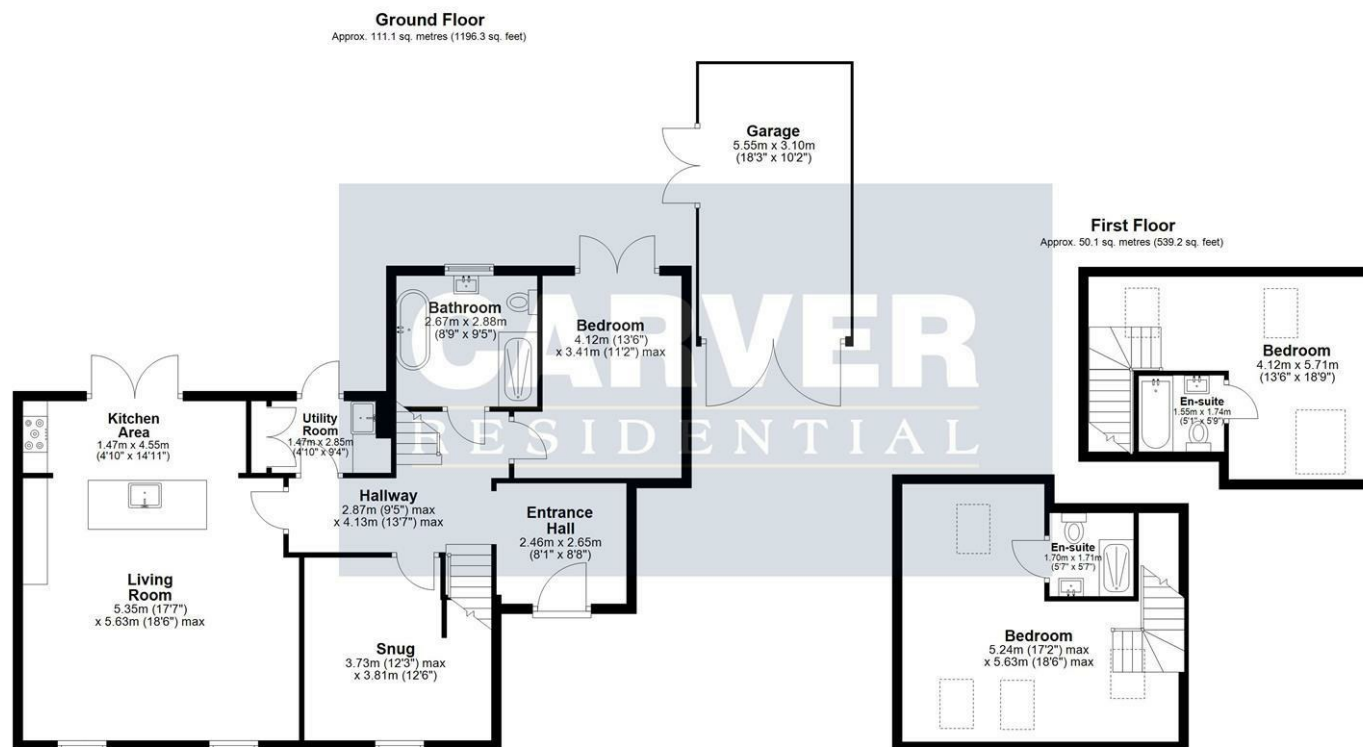 Ground Floor
Approx. 111.1 sq. metres (1196.3 sq. feet)
Garage
5.55m x 3.10m
(18'3" x 10'2")
First Floor
Approx. 50.1 sq. metres (539.2 sq. feet)
Bathroom
2.67m x 2.88m
(8'9" x 9'5")
Bedroom
4.12m (13'6")
x 3.41m (11'2") max
CARVER
RESIDENTIAL
Bedroom
4.12m x 5.71m
(13'6" x 18'9")
En-suite
1.55m x 1.74m
(5'1" x 5'9")
Kitchen
Area
1.47m x 4.55m
(4'10" x 14'11")
Utility
Room
1.47m x 2.85m
(4'10" x 9'4")
Hallway
2.87m (9'5") max
x 4.13m (13'7") max
Entrance
Hall
2.46m x 2.65m
(8'1" x 8'8")
Living
Room
5.35m (17'7")
x 5.63m (18'6") max
Snug
3.73m (12'3") max
x 3.81m (12'6")
En-suite
1.70m x 1.71m
(5'7" x 5'7")
Bedroom
5.24m (17'2") max
x 5.63m (18'6") max